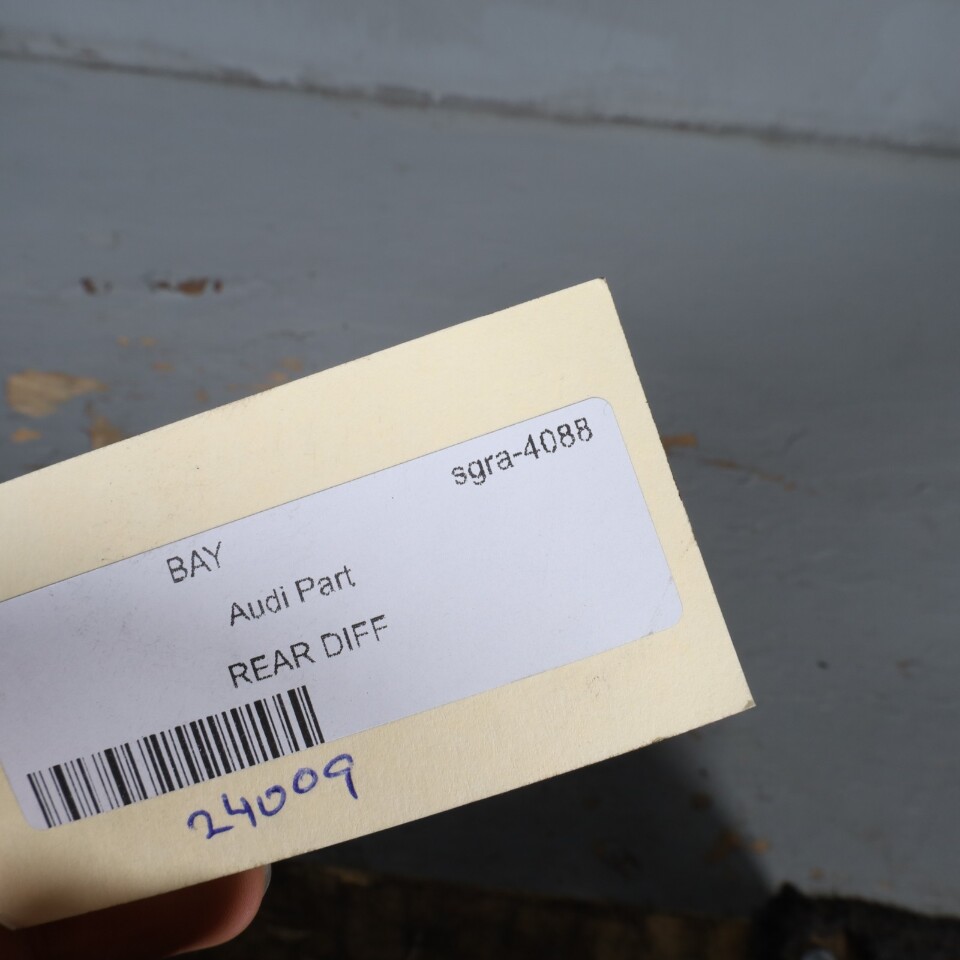 sgra-4088
BAY
Audi Part
REAR DIFF
24009